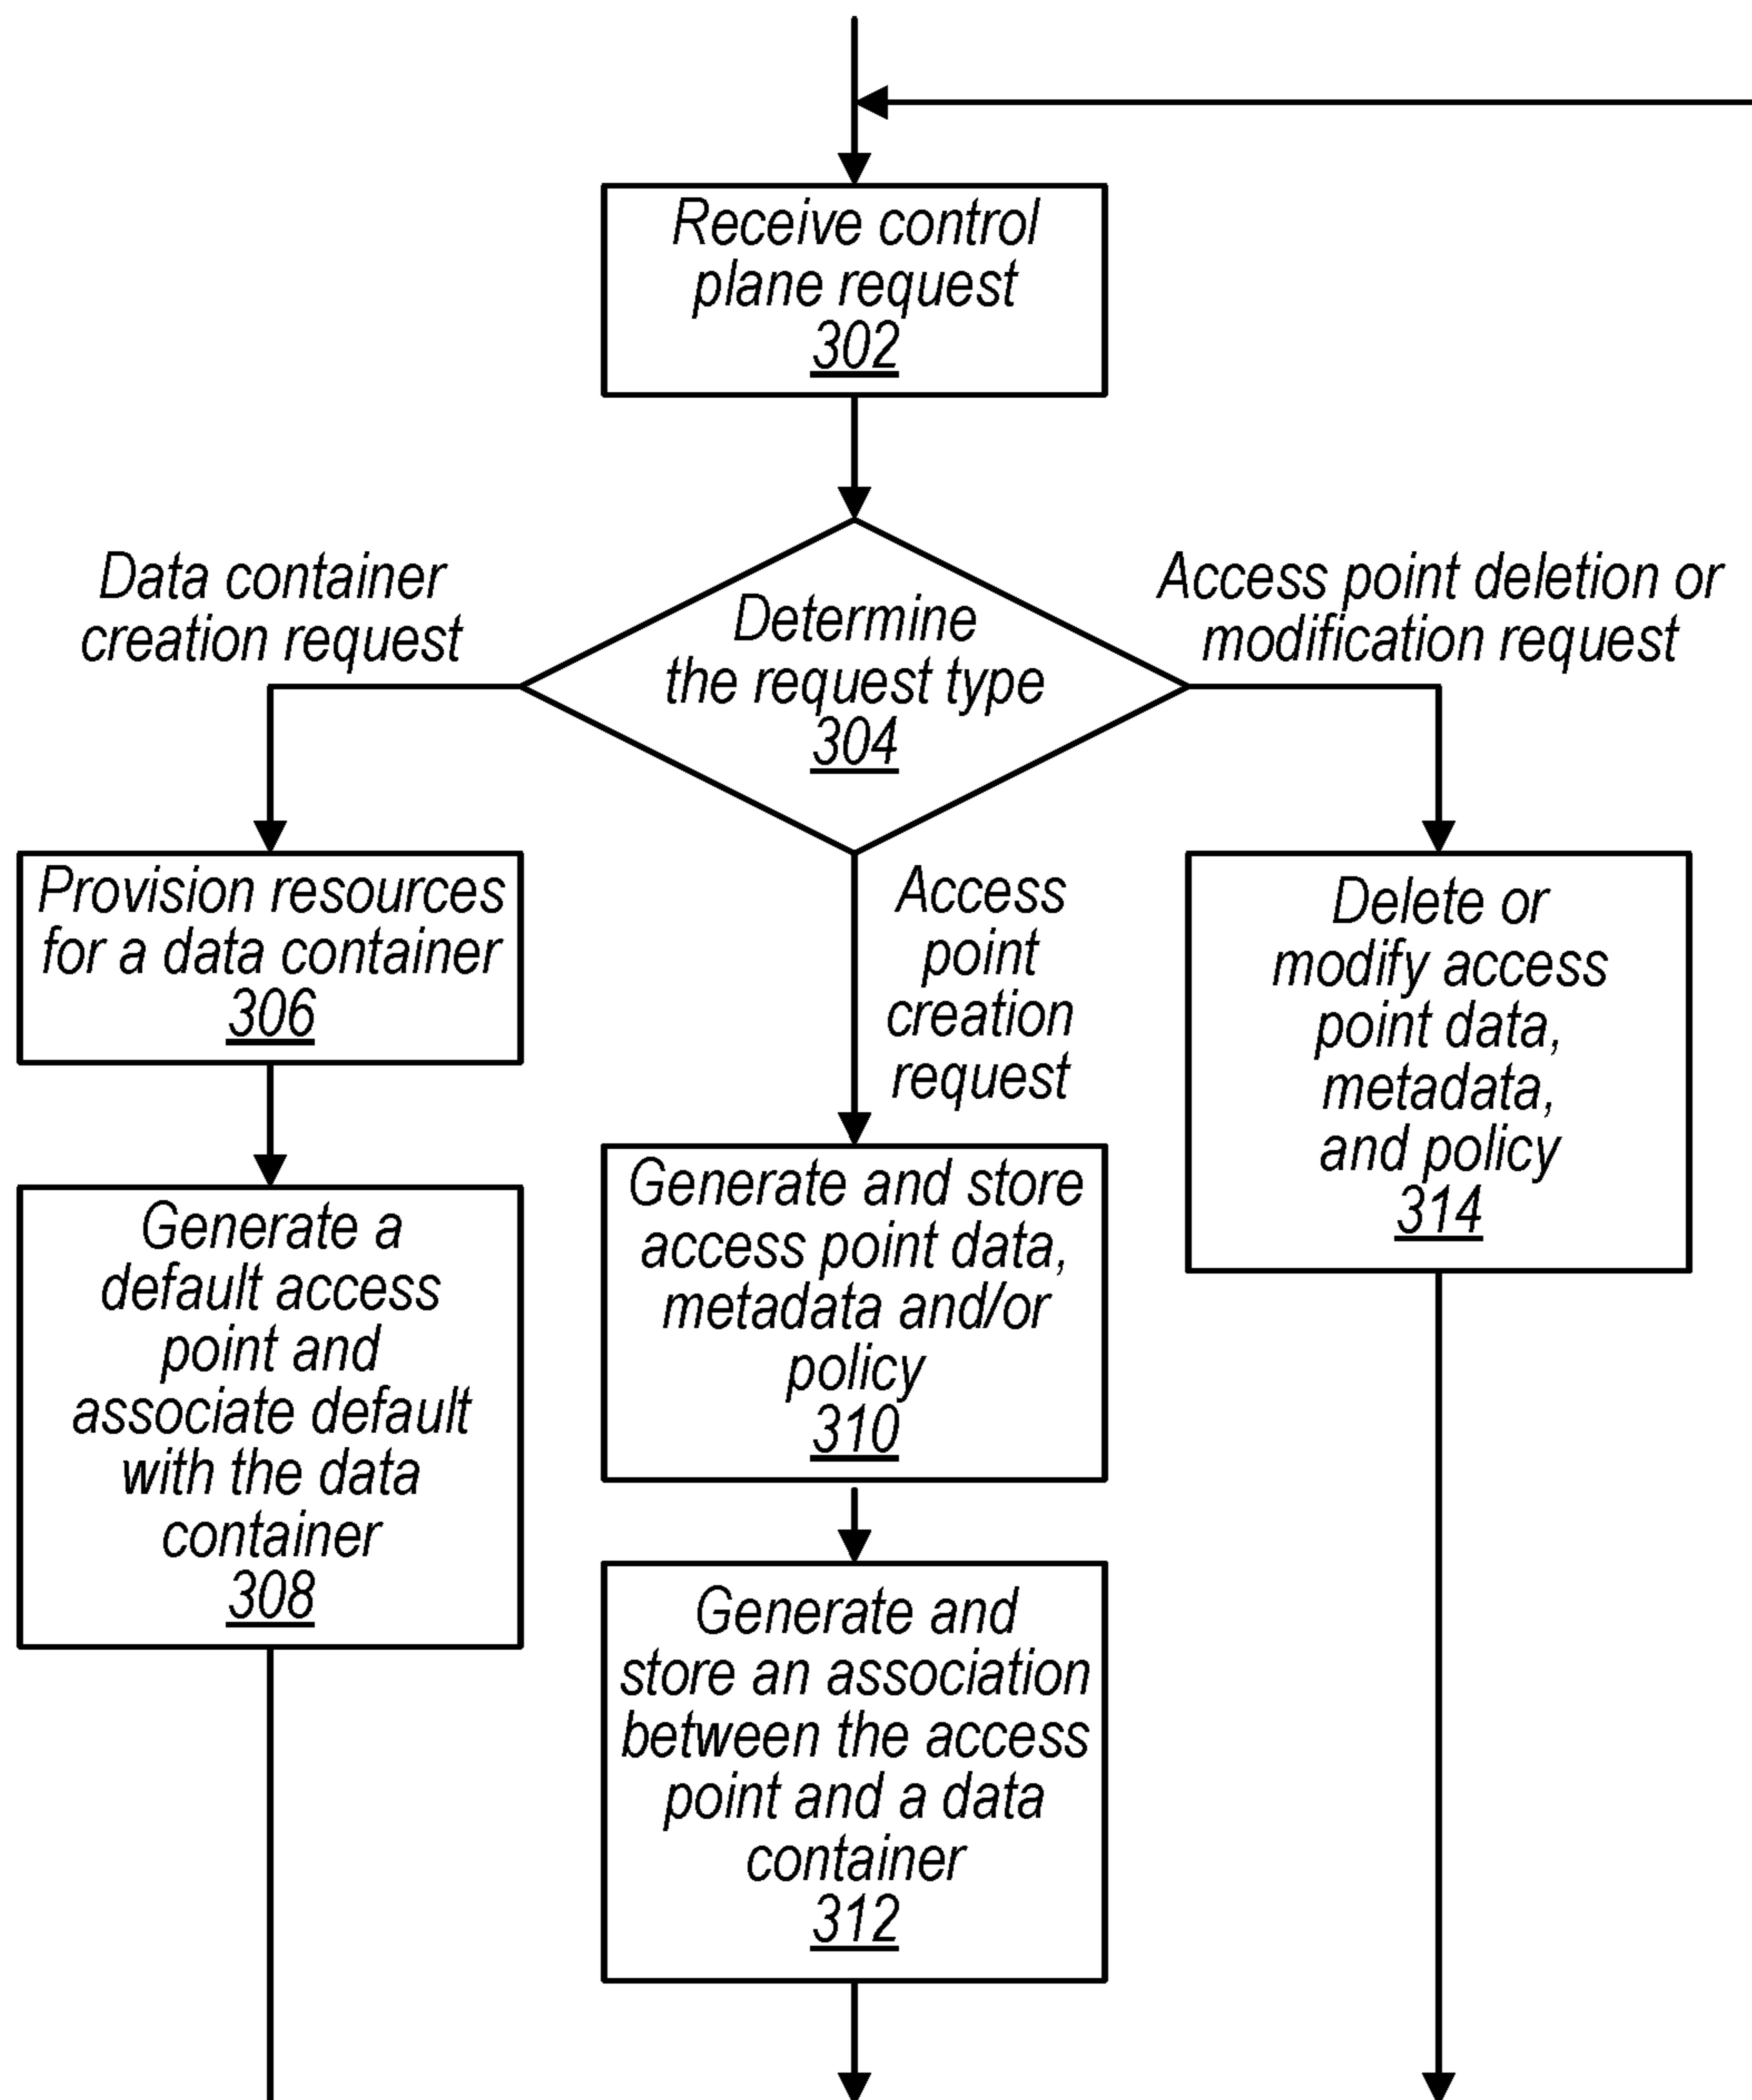 Receive control
plane request
302
Data container
creation request
Determine
the request type
304
Access point deletion or
modification request
Provision resources
for a data container
306
Access
point
creation
request
Delete or
modify access
point data,
metadata,
and policy
314
Generate a
default access
point and
associate default
with the data
container
308
Generate and store
access point data,
metadata and/or
policy
310
Generate and
store an association
between the access
point and a data
container
312